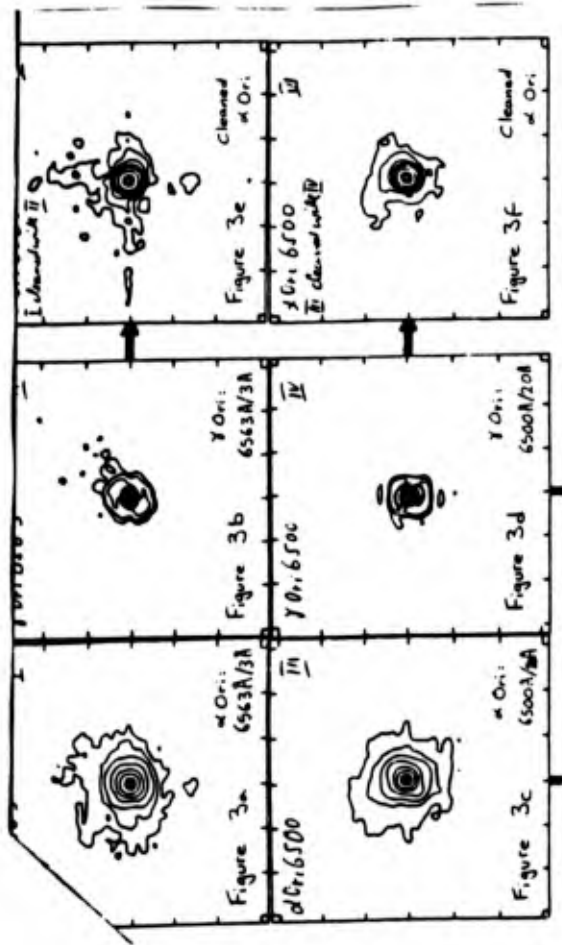 I cleaned with II
Cleaned
α Ori
Figure 3e
γ Ori:
6563Å/3Å
Figure 3b
α Ori:
6563Å/3Å
Figure 3a
IV
α Ori 6500
III cleaned with IV
Cleaned
α Ori
Figure 3f
IV
γ Ori 6500
γ Ori:
6500Å/20Å
Figure 3d
III
α Ori 6500
α Ori:
Figure 3c